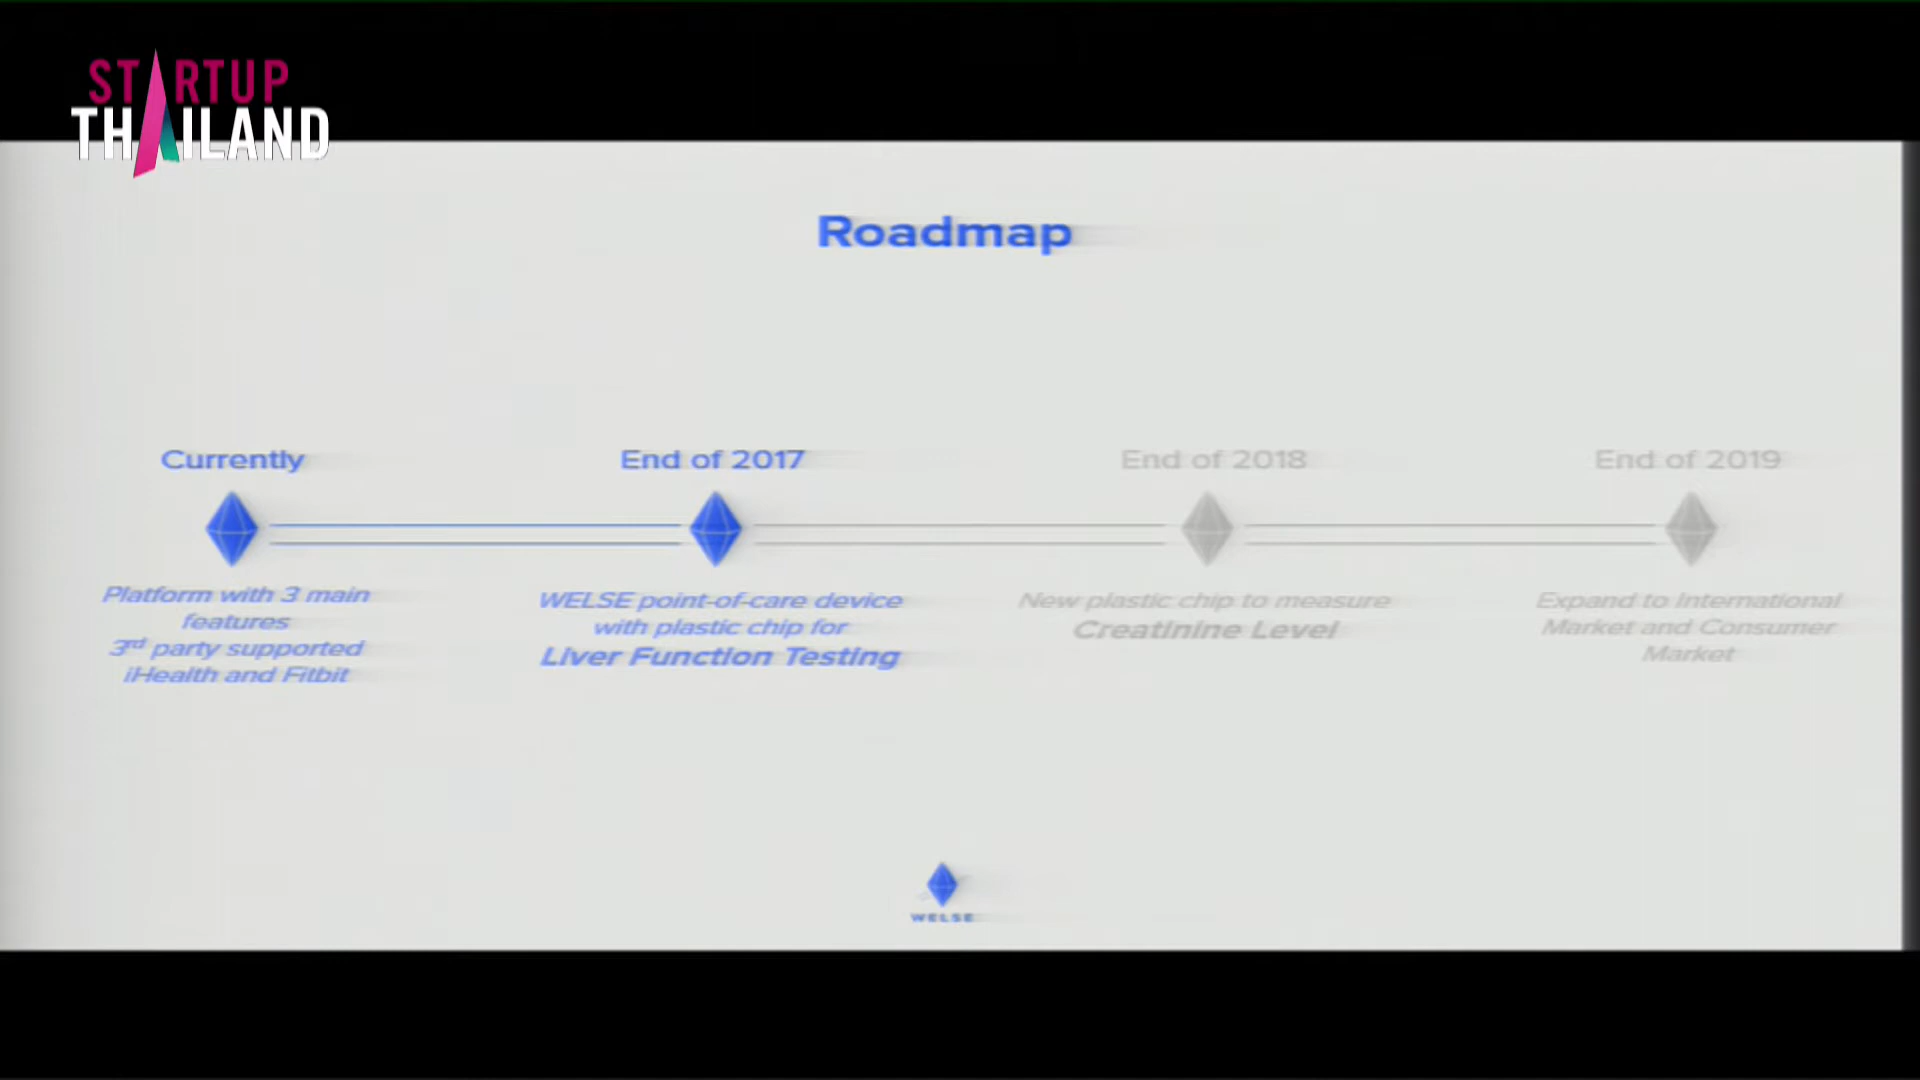 STARTUP
THAILAND
Roadmap
Currently
Platform with 3 main
features
3rd party supported
iHealth and Fitbit
End of 2017
WELSE point-of-care device
with plastic chip for
Liver Function Testing
End of 2018
New plastic chip to measure
Creatinine Level
End of 2019
Expand to International
Market and Consumer
Market
WELSE